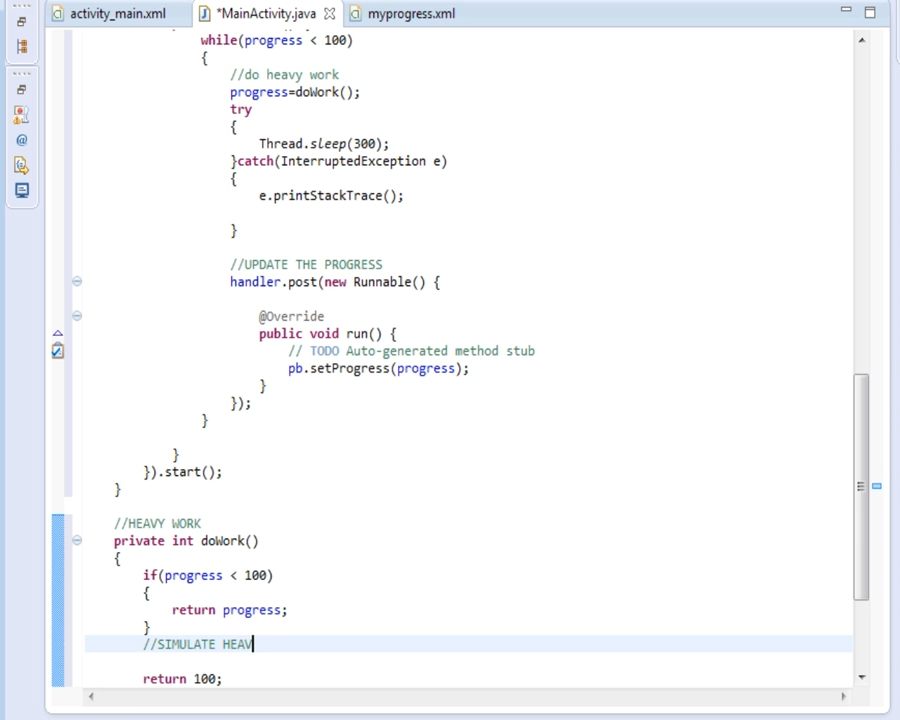 activity_main.xml
*MainActivity.java
myprogress.xml
while(progress < 100)
{
//do heavy work
progress=doWork();
try
{
Thread.sleep(300);
}catch(InterruptedException e)
{
e.printStackTrace();
}
//UPDATE THE PROGRESS
handler.post(new Runnable() {
@Override
public void run() {
// TODO Auto-generated method stub
pb.setProgress(progress);
}
});
}
}
}).start();
}
//HEAVY WORK
private int doWork()
{
if(progress < 100)
{
return progress;
}
//SIMULATE HEAV
return 100;